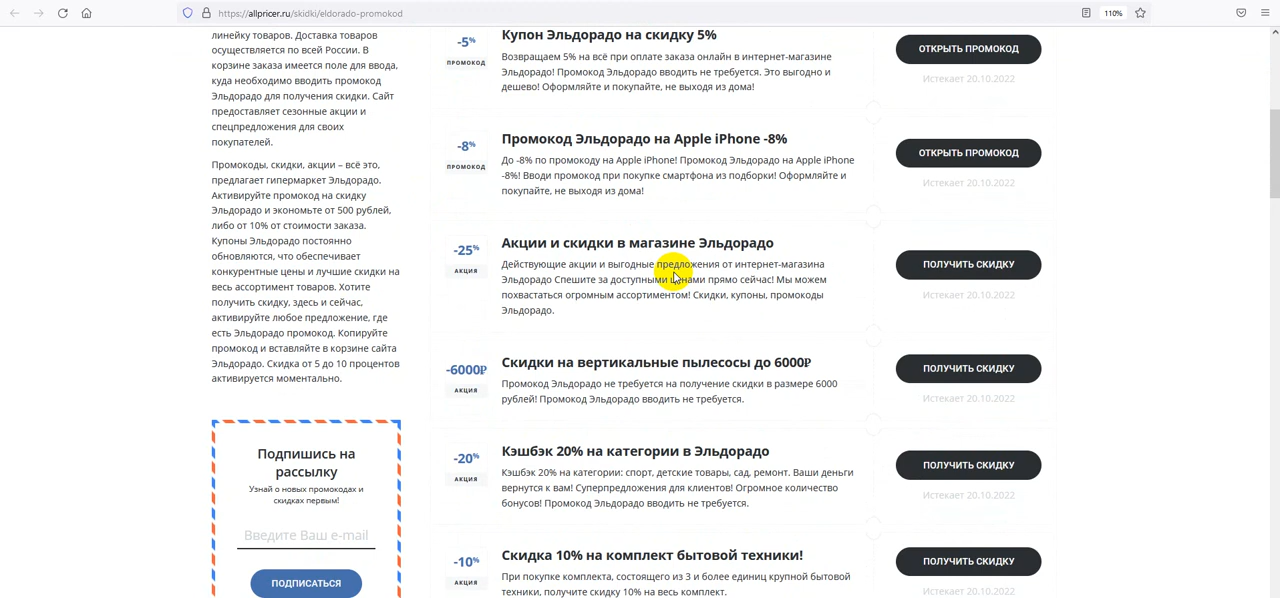 https://allpricer.ru/skidki/eldorado-promokod
110%
линейку товаров. Доставка товаров
осуществляется по всей России. В
корзине заказа имеется поле для ввода,
куда необходимо вводить промокод
Эльдорадо для получения скидки. Сайт
предоставляет сезонные акции и
спецпредложения для своих
покупателей.
Промокоды, скидки, акции – всё это,
предлагает гипермаркет Эльдорадо.
Активируйте промокод на скидку
Эльдорадо и экономьте от 500 рублей,
либо от 10% от стоимости заказа.
Купоны Эльдорадо постоянно
обновляются, что обеспечивает
конкурентные цены и лучшие скидки на
весь ассортимент товаров. Хотите
получить скидку, здесь и сейчас,
активируйте любое предложение, где
есть Эльдорадо промокод. Копируйте
промокод и вставляйте в корзине сайта
Эльдорадо. Скидка от 5 до 10 процентов
активируется моментально.
Подпишись на
рассылку
Узнай о новых промокодах и
скидках первым!
Введите Ваш e-mail
ПОДПИСАТЬСЯ
-5%
ПРОМОКОД
Купон Эльдорадо на скидку 5%
Возвращаем 5% на всё при оплате заказа онлайн в интернет-магазине
Эльдорадо! Промокод Эльдорадо вводить не требуется. Это выгодно и
дешево! Оформляйте и покупайте, не выходя из дома!
ОТКРЫТЬ ПРОМОКОД
Истекает 20.10.2022
-8%
ПРОМОКОД
Промокод Эльдорадо на Apple iPhone -8%
До -8% по промокоду на Apple iPhone! Промокод Эльдорадо на Apple iPhone
-8%! Вводи промокод при покупке смартфона из подборки! Оформляйте и
покупайте, не выходя из дома!
ОТКРЫТЬ ПРОМОКОД
Истекает 20.10.2022
-25%
АКЦИЯ
Акции и скидки в магазине Эльдорадо
Действующие акции и выгодные предложения от интернет-магазина
Эльдорадо Спешите за доступными ценами прямо сейчас! Мы можем
похвастаться огромным ассортиментом! Скидки, купоны, промокоды
Эльдорадо.
ПОЛУЧИТЬ СКИДКУ
Истекает 20.10.2022
-6000₽
АКЦИЯ
Скидки на вертикальные пылесосы до 6000₽
Промокод Эльдорадо не требуется на получение скидки в размере 6000
рублей! Промокод Эльдорадо вводить не требуется.
ПОЛУЧИТЬ СКИДКУ
Истекает 20.10.2022
-20%
АКЦИЯ
Кэшбэк 20% на категории в Эльдорадо
Кэшбэк 20% на категории: спорт, детские товары, сад, ремонт. Ваши деньги
вернутся к вам! Суперпредложения для клиентов! Огромное количество
бонусов! Промокод Эльдорадо вводить не требуется.
ПОЛУЧИТЬ СКИДКУ
Истекает 20.10.2022
-10%
АКЦИЯ
Скидка 10% на комплект бытовой техники!
При покупке комплекта, состоящего из 3 и более единиц крупной бытовой
техники, получите скидку 10% на весь комплект.
ПОЛУЧИТЬ СКИДКУ
Истекает 20.10.2022